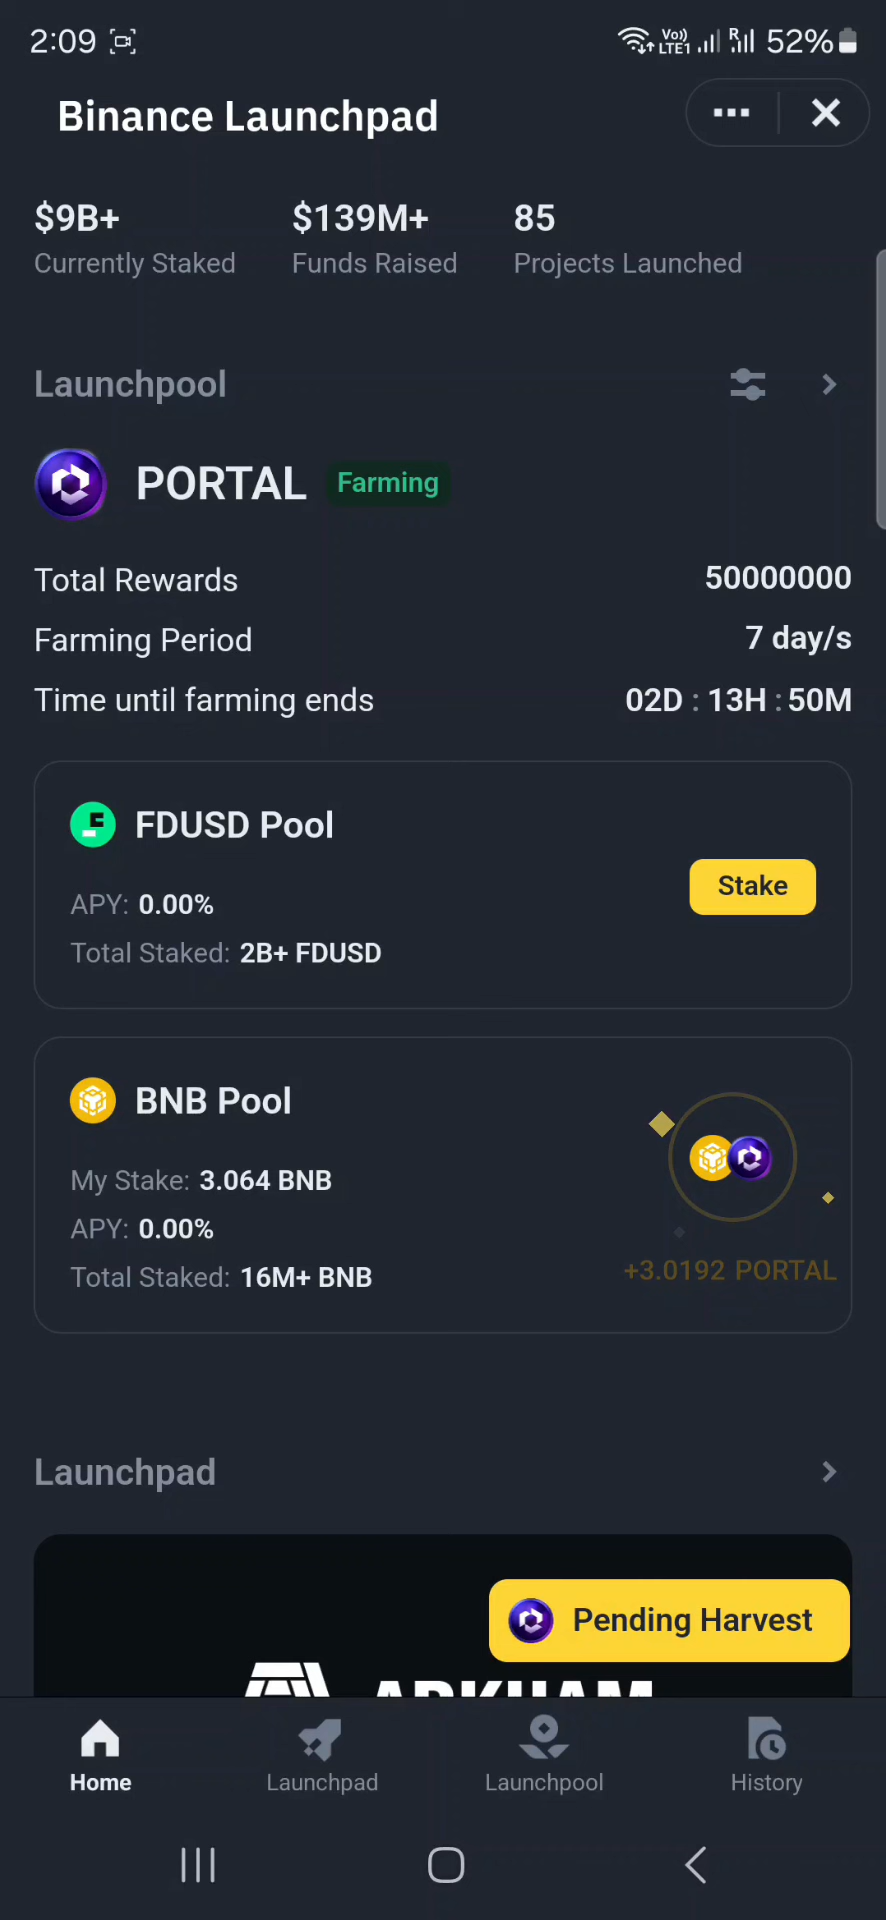 2:09 Vo)) LTE1 R 52%
Binance Launchpad
$9B+ $139M+ 85
Currently Staked Funds Raised Projects Launched
Launchpool
PORTAL Farming
Total Rewards 50000000
Farming Period 7 day/s
Time until farming ends 02D : 13H : 50M
FDUSD Pool
APY: 0.00%
Stake
Total Staked: 2B+ FDUSD
BNB Pool
My Stake: 3.064 BNB
APY: 0.00%
Total Staked: 16M+ BNB
+3.0192 PORTAL
Launchpad
Pending Harvest
ARKHAM
Home Launchpad Launchpool History